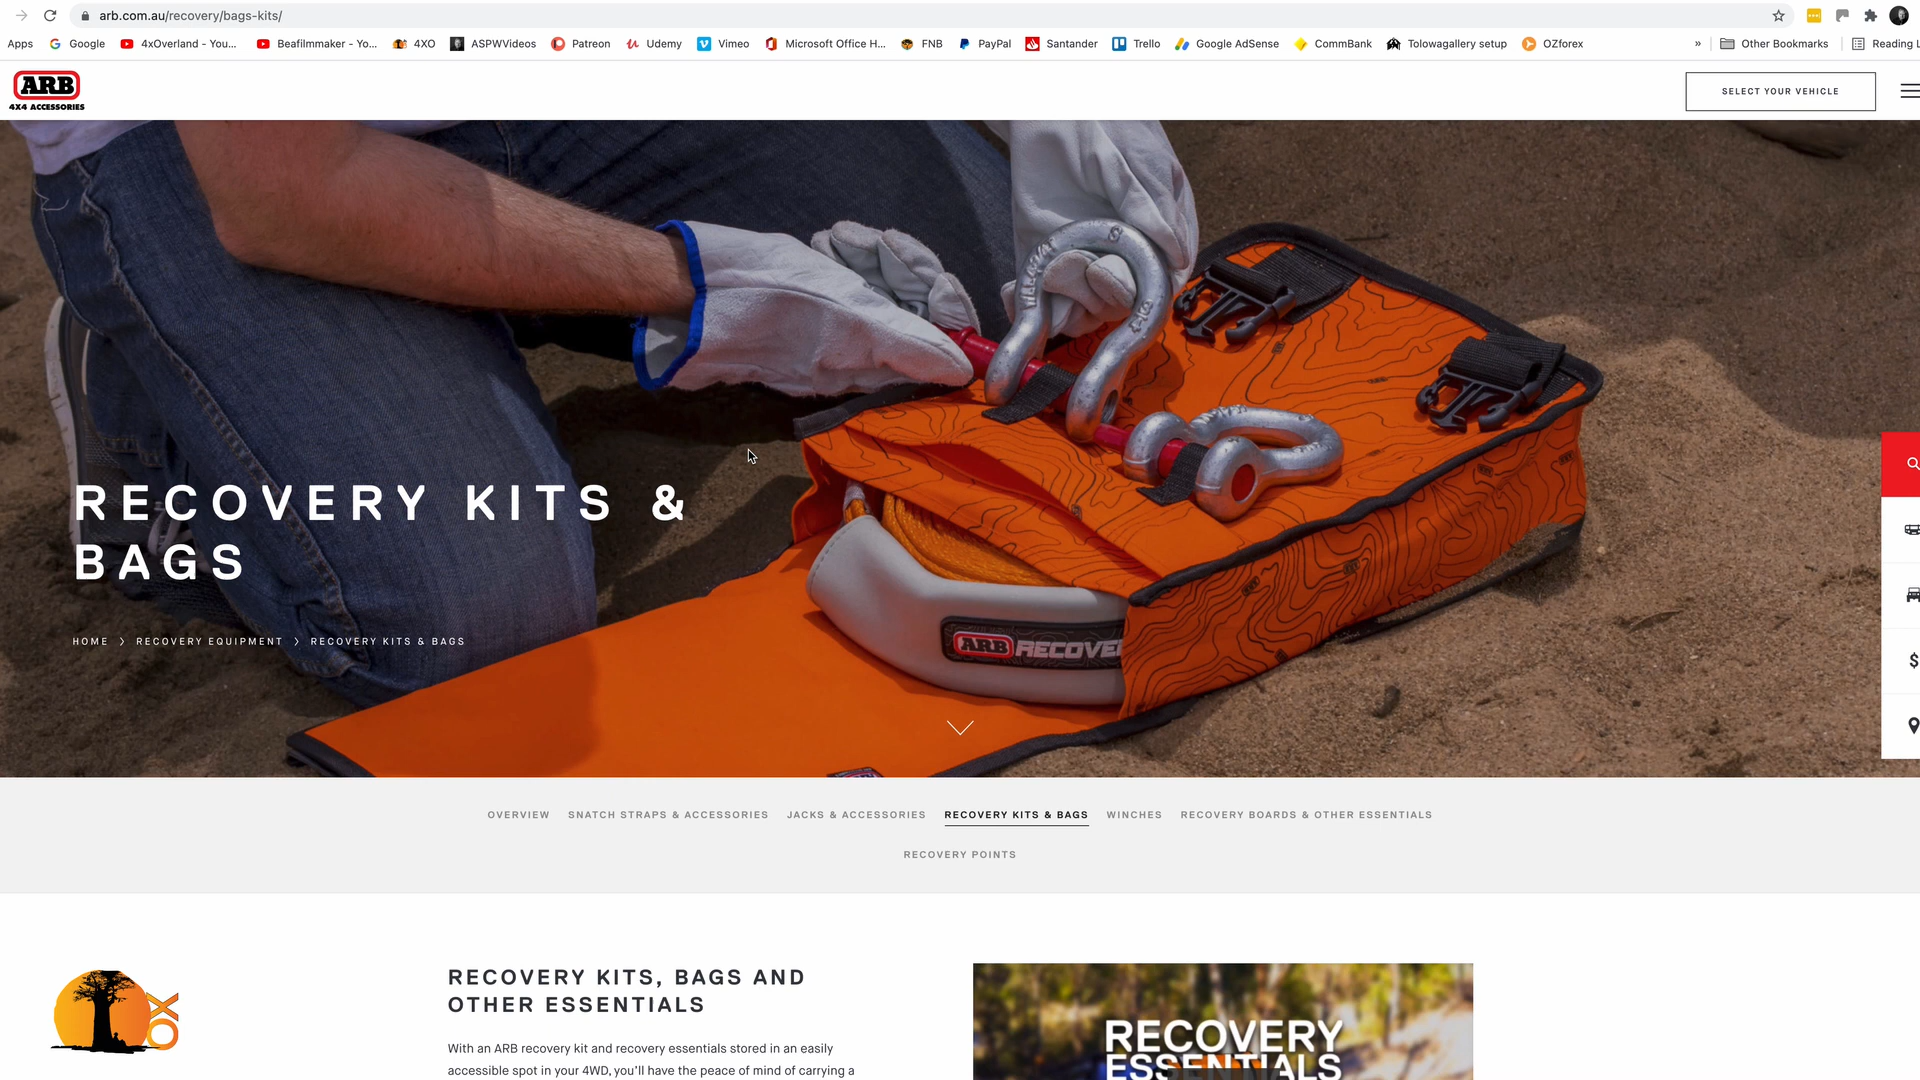 arb.com.au/recovery/bags-kits/
Apps Google 4xOverland - You... Beafilmmaker - Yo... 4XO ASPWVideos Patreon Udemy Vimeo Microsoft Office H... FNB PayPal Santander Trello Google AdSense CommBank Tolowagallery setup OZforex » Other Bookmarks Reading L
ARB
4X4 ACCESSORIES
SELECT YOUR VEHICLE
RECOVERY KITS &
BAGS
ARB RECOVE
HOME > RECOVERY EQUIPMENT > RECOVERY KITS & BAGS
OVERVIEW SNATCH STRAPS & ACCESSORIES JACKS & ACCESSORIES RECOVERY KITS & BAGS WINCHES RECOVERY BOARDS & OTHER ESSENTIALS
RECOVERY POINTS
RECOVERY KITS, BAGS AND
OTHER ESSENTIALS
With an ARB recovery kit and recovery essentials stored in an easily
accessible spot in your 4WD, you'll have the peace of mind of carrying a
RECOVERY
ESSENTIALS
OX